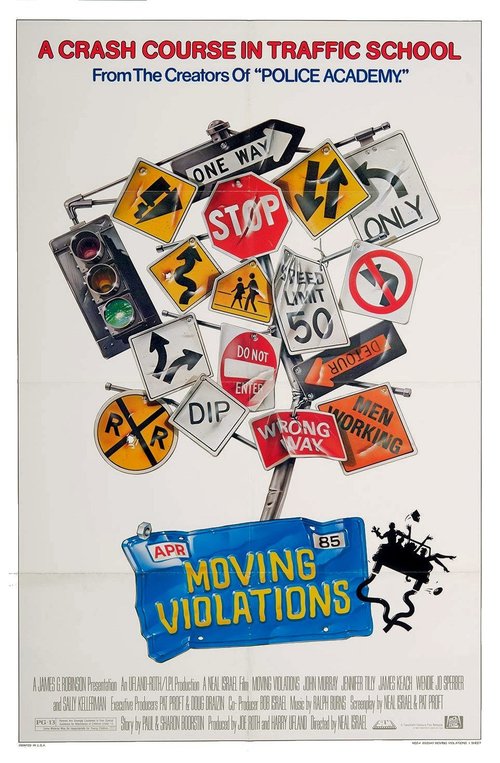 A CRASH COURSE IN TRAFFIC SCHOOL
From The Creators Of "POLICE ACADEMY."
ONE WAY
STOP
ONLY
SPEED
LIMIT
50
DO NOT
ENTER
DETOUR
R R
DIP
WRONG
WAY
MEN
WORKING
APR
85
MOVING
VIOLATIONS
A JAMES G. ROBINSON Presentation An UFLAND-ROTH/I.P.I. Production A NEAL ISRAEL Film MOVING VIOLATIONS JOHN MURRAY JENNIFER TILLY JAMES KEACH WENDIE JO SPERBER
and SALLY KELLERMAN Executive Producers PAT PROFT & DOUG DRAIZIN Co-Producer BOB ISRAEL Music by RALPH BURNS Screenplay by NEAL ISRAEL & PAT PROFT
PG-13
Story by PAUL & SHARON BOORSTIN Produced by JOE ROTH and HARRY UFLAND Directed by NEAL ISRAEL
PRINTED IN U.S.A.